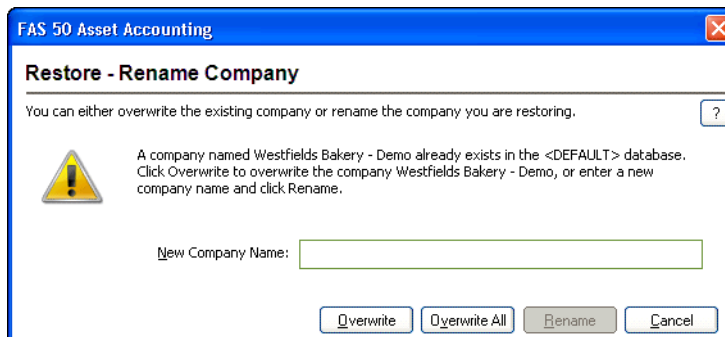 FAS 50 Asset Accounting
Restore - Rename Company
You can either overwrite the existing company or rename the company you are restoring.
?
A company named Westfields Bakery - Demo already exists in the <DEFAULT> database.
Click Overwrite to overwrite the company Westfields Bakery - Demo, or enter a new
company name and click Rename.
New Company Name:
Overwrite Overwrite All Rename Cancel